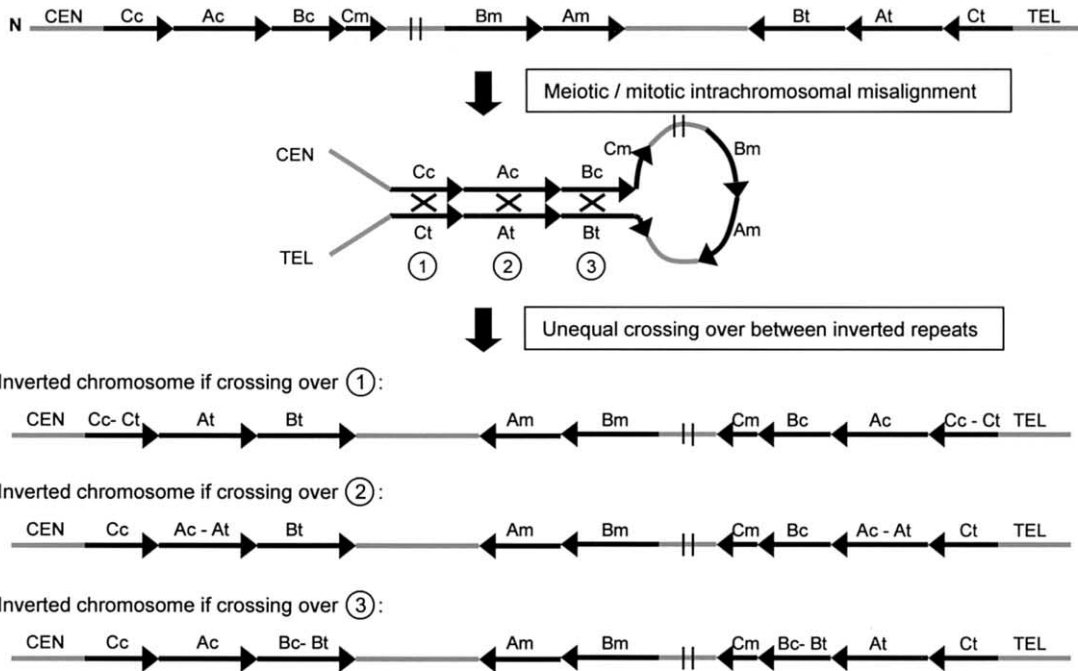 N CEN Cc Ac Bc Cm Bm Am Bt At Ct TEL
Meiotic / mitotic intrachromosomal misalignment
CEN Cc Ac Bc Cm Bm
Ct At Bt Am
TEL 1 2 3
Unequal crossing over between inverted repeats
Inverted chromosome if crossing over 1:
CEN Cc- Ct At Bt Am Bm Cm Bc Ac Cc - Ct TEL
Inverted chromosome if crossing over 2:
CEN Cc Ac - At Bt Am Bm Cm Bc Ac - At Ct TEL
Inverted chromosome if crossing over 3:
CEN Cc Ac Bc- Bt Am Bm Cm Bc- Bt At Ct TEL